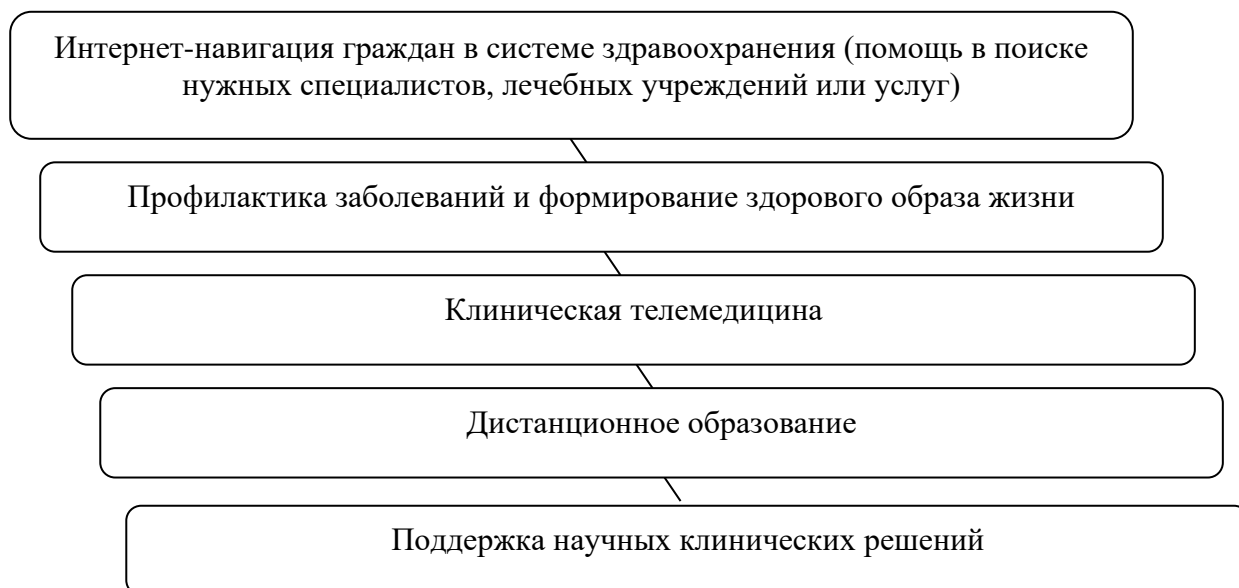 Интернет-навигация граждан в системе здравоохранения (помощь в поиске
нужных специалистов, лечебных учреждений или услуг)
Профилактика заболеваний и формирование здорового образа жизни
Клиническая телемедицина
Дистанционное образование
Поддержка научных клинических решений